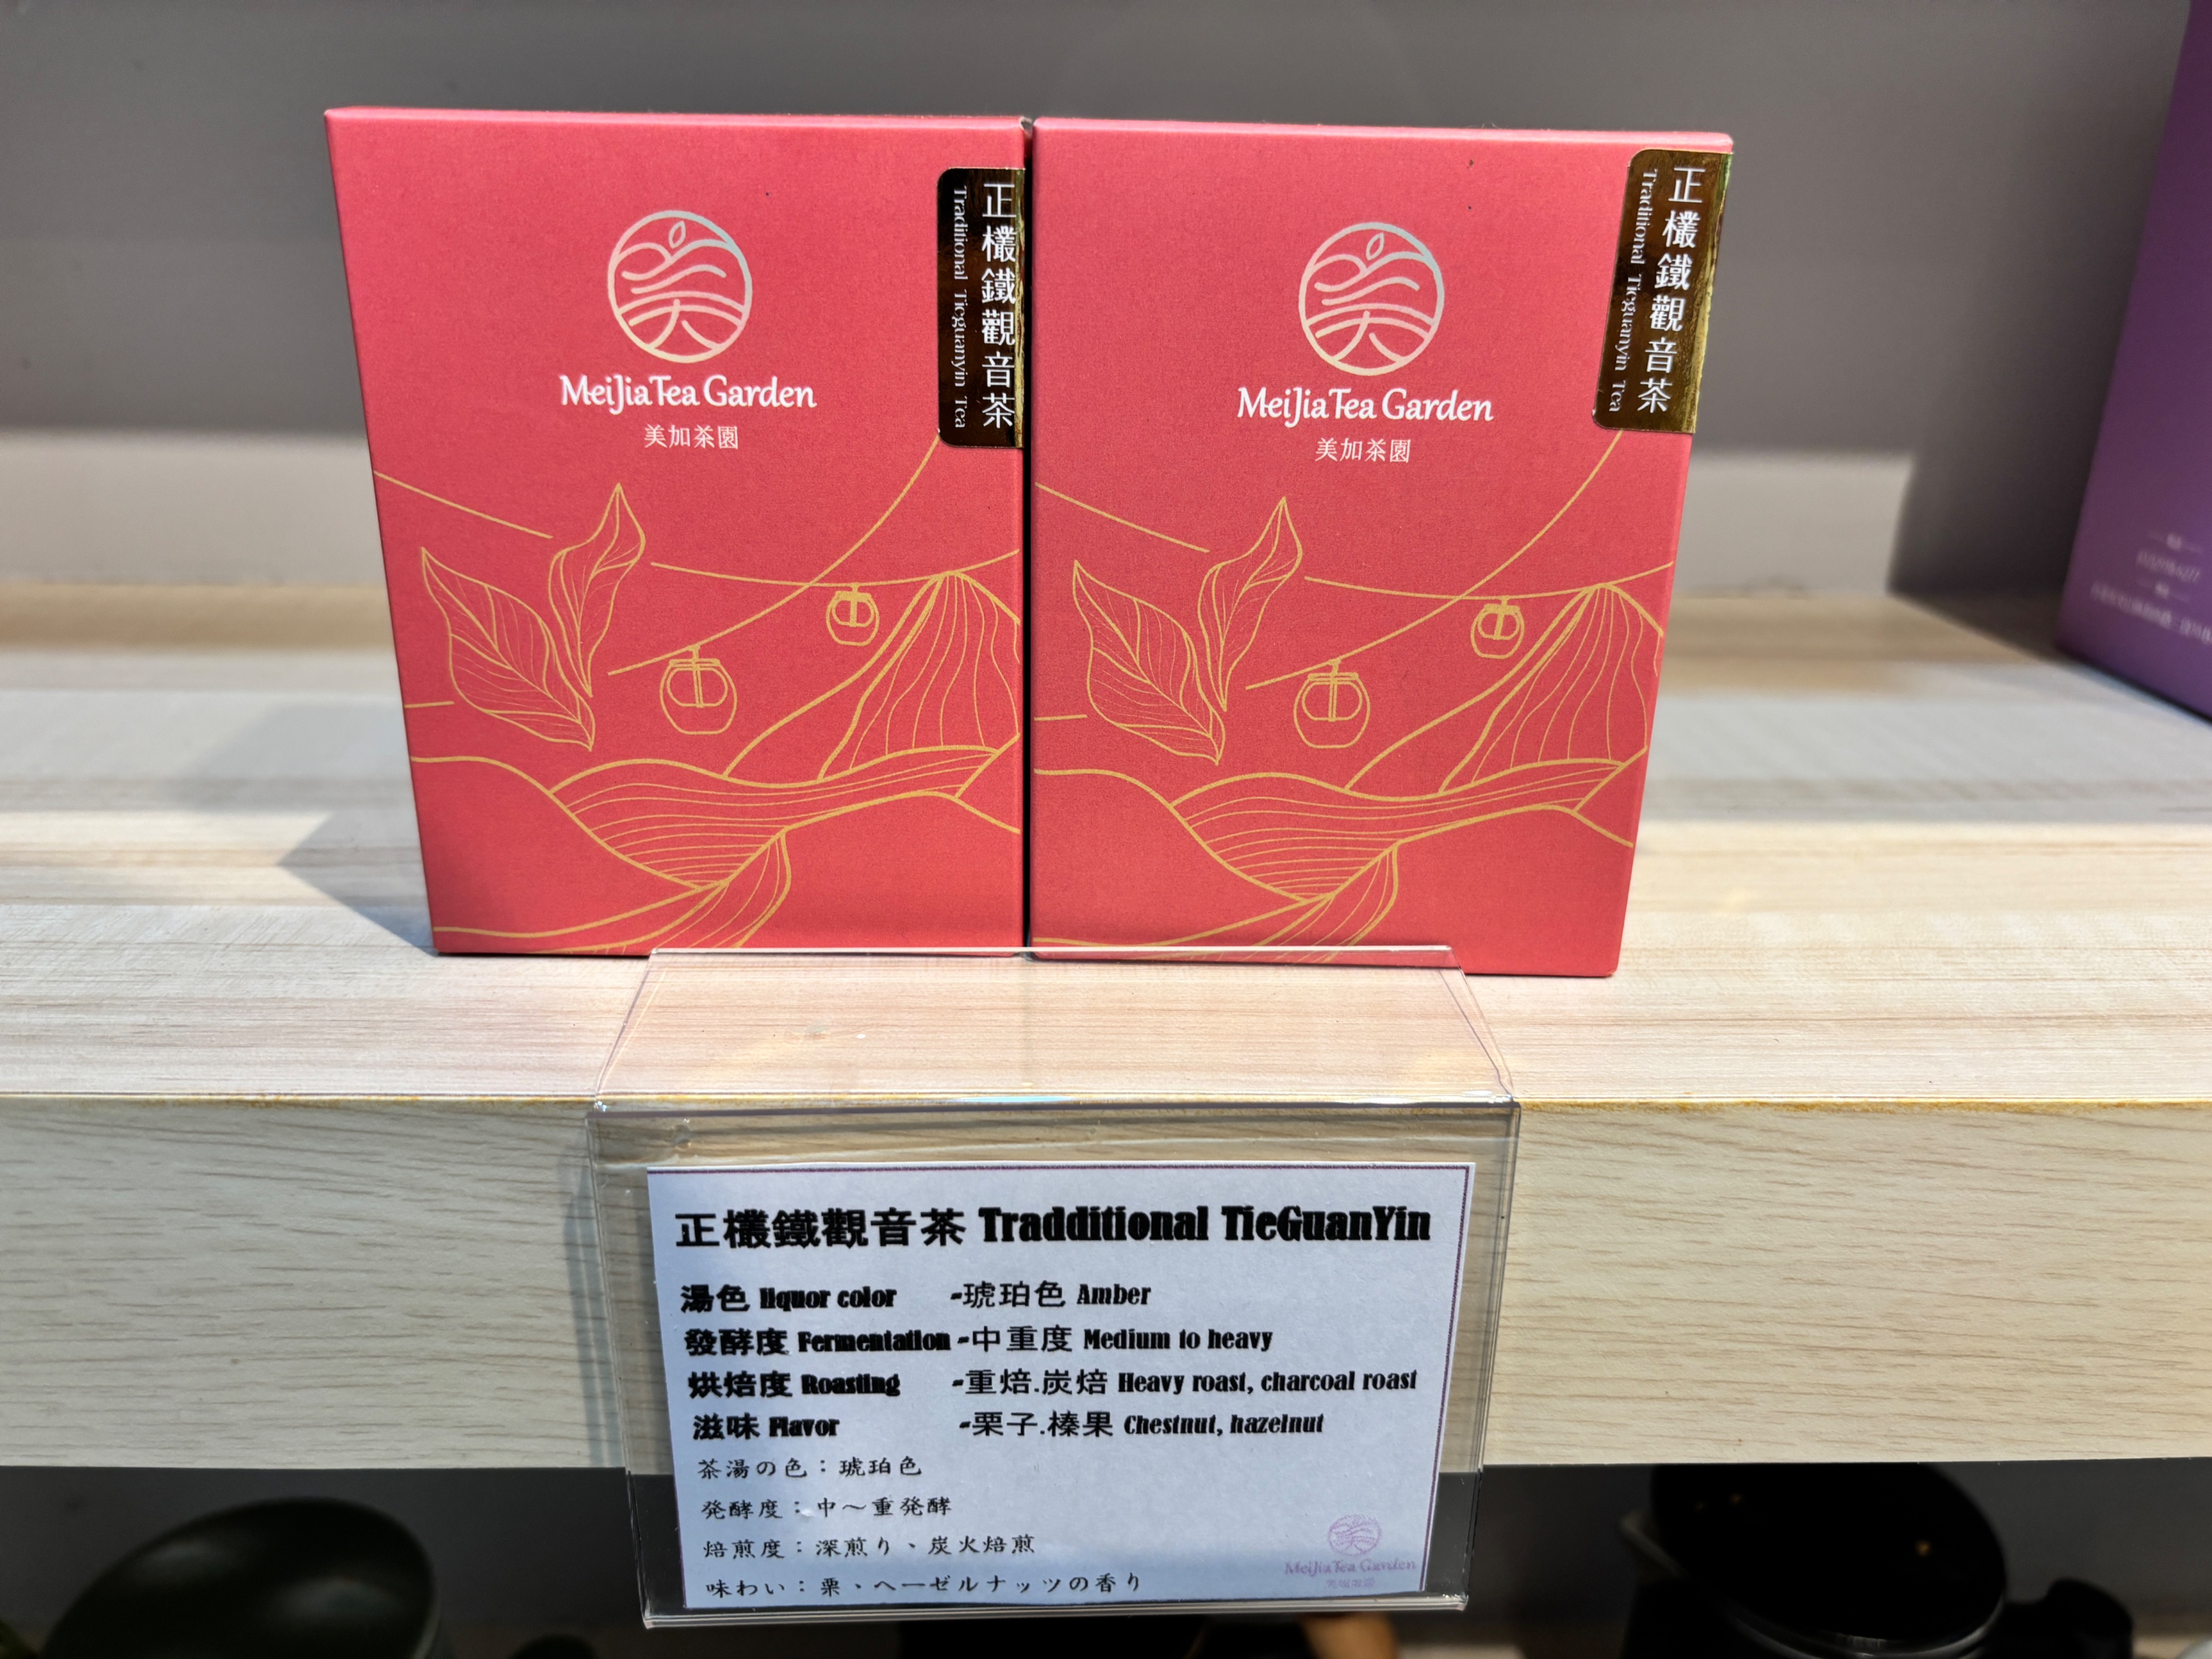 MeiJia Tea Garden
美加茶園
正欉鐵觀音茶
Traditional Tieguanyin Tea
MeiJia Tea Garden
美加茶園
正欉鐵觀音茶
Traditional Tieguanyin Tea
正欉鐵觀音茶 Tradditional TieGuanYin
湯色 liquor color -琥珀色 Amber
發酵度 Fermentation -中重度 Medium to heavy
烘焙度 Roasting -重焙.炭焙 Heavy roast, charcoal roast
滋味 Flavor -栗子.榛果 Chestnut, hazelnut
茶湯の色：琥珀色
発酵度：中～重発酵
焙煎度：深煎り、炭火焙煎
味わい：栗、ヘーゼルナッツの香り
MeiJia Tea Garden
美加茶園